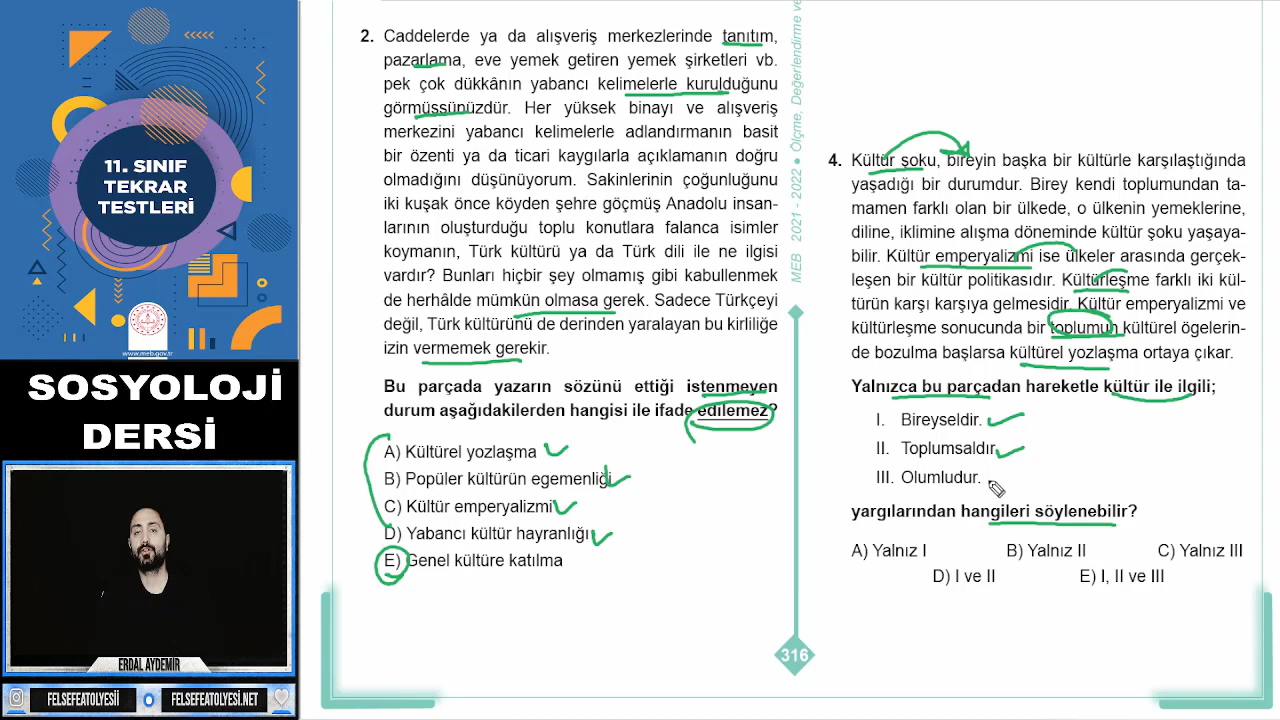 11. SINIF
TEKRAR
TESTLERİ
www.meb.gov.tr
SOSYOLOJİ
DERSİ
ERDAL AYDEMİR
FELSEFEATOLYESİİ
FELSEFEATOLYESİ.NET
2. Caddelerde ya da alışveriş merkezlerinde tanıtım,
pazarlama, eve yemek getiren yemek şirketleri vb.
pek çok dükkânın yabancı kelimelerle kurulduğunu
görmüşsünüzdür. Her yüksek binayı ve alışveriş
merkezini yabancı kelimelerle adlandırmanın basit
bir özenti ya da ticari kaygılarla açıklamanın doğru
olmadığını düşünüyorum. Sakinlerinin çoğunluğunu
iki kuşak önce köyden şehre göçmüş Anadolu insan-
larının oluşturduğu toplu konutlara falanca isimler
koymanın, Türk kültürü ya da Türk dili ile ne ilgisi
vardır? Bunları hiçbir şey olmamış gibi kabullenmek
de herhâlde mümkün olmasa gerek. Sadece Türkçeyi
değil, Türk kültürünü de derinden yaralayan bu kirliliğe
izin vermemek gerekir.
Bu parçada yazarın sözünü ettiği istenmeyen
durum aşağıdakilerden hangisi ile ifade edilemez?
A) Kültürel yozlaşma
B) Popüler kültürün egemenliği
C) Kültür emperyalizmi
D) Yabancı kültür hayranlığı
E) Genel kültüre katılma
MEB 2021 - 2022 • Ölçme, Değerlendirme ve
316
4. Kültür şoku, bireyin başka bir kültürle karşılaştığında
yaşadığı bir durumdur. Birey kendi toplumundan ta-
mamen farklı olan bir ülkede, o ülkenin yemeklerine,
diline, iklimine alışma döneminde kültür şoku yaşaya-
bilir. Kültür emperyalizmi ise ülkeler arasında gerçek-
leşen bir kültür politikasıdır. Kültürleşme farklı iki kül-
türün karşı karşıya gelmesidir. Kültür emperyalizmi ve
kültürleşme sonucunda bir toplumun kültürel ögelerin-
de bozulma başlarsa kültürel yozlaşma ortaya çıkar.
Yalnızca bu parçadan hareketle kültür ile ilgili;
I. Bireyseldir.
II. Toplumsaldır.
III. Olumludur.
yargılarından hangileri söylenebilir?
A) Yalnız I B) Yalnız II C) Yalnız III
D) I ve II E) I, II ve III